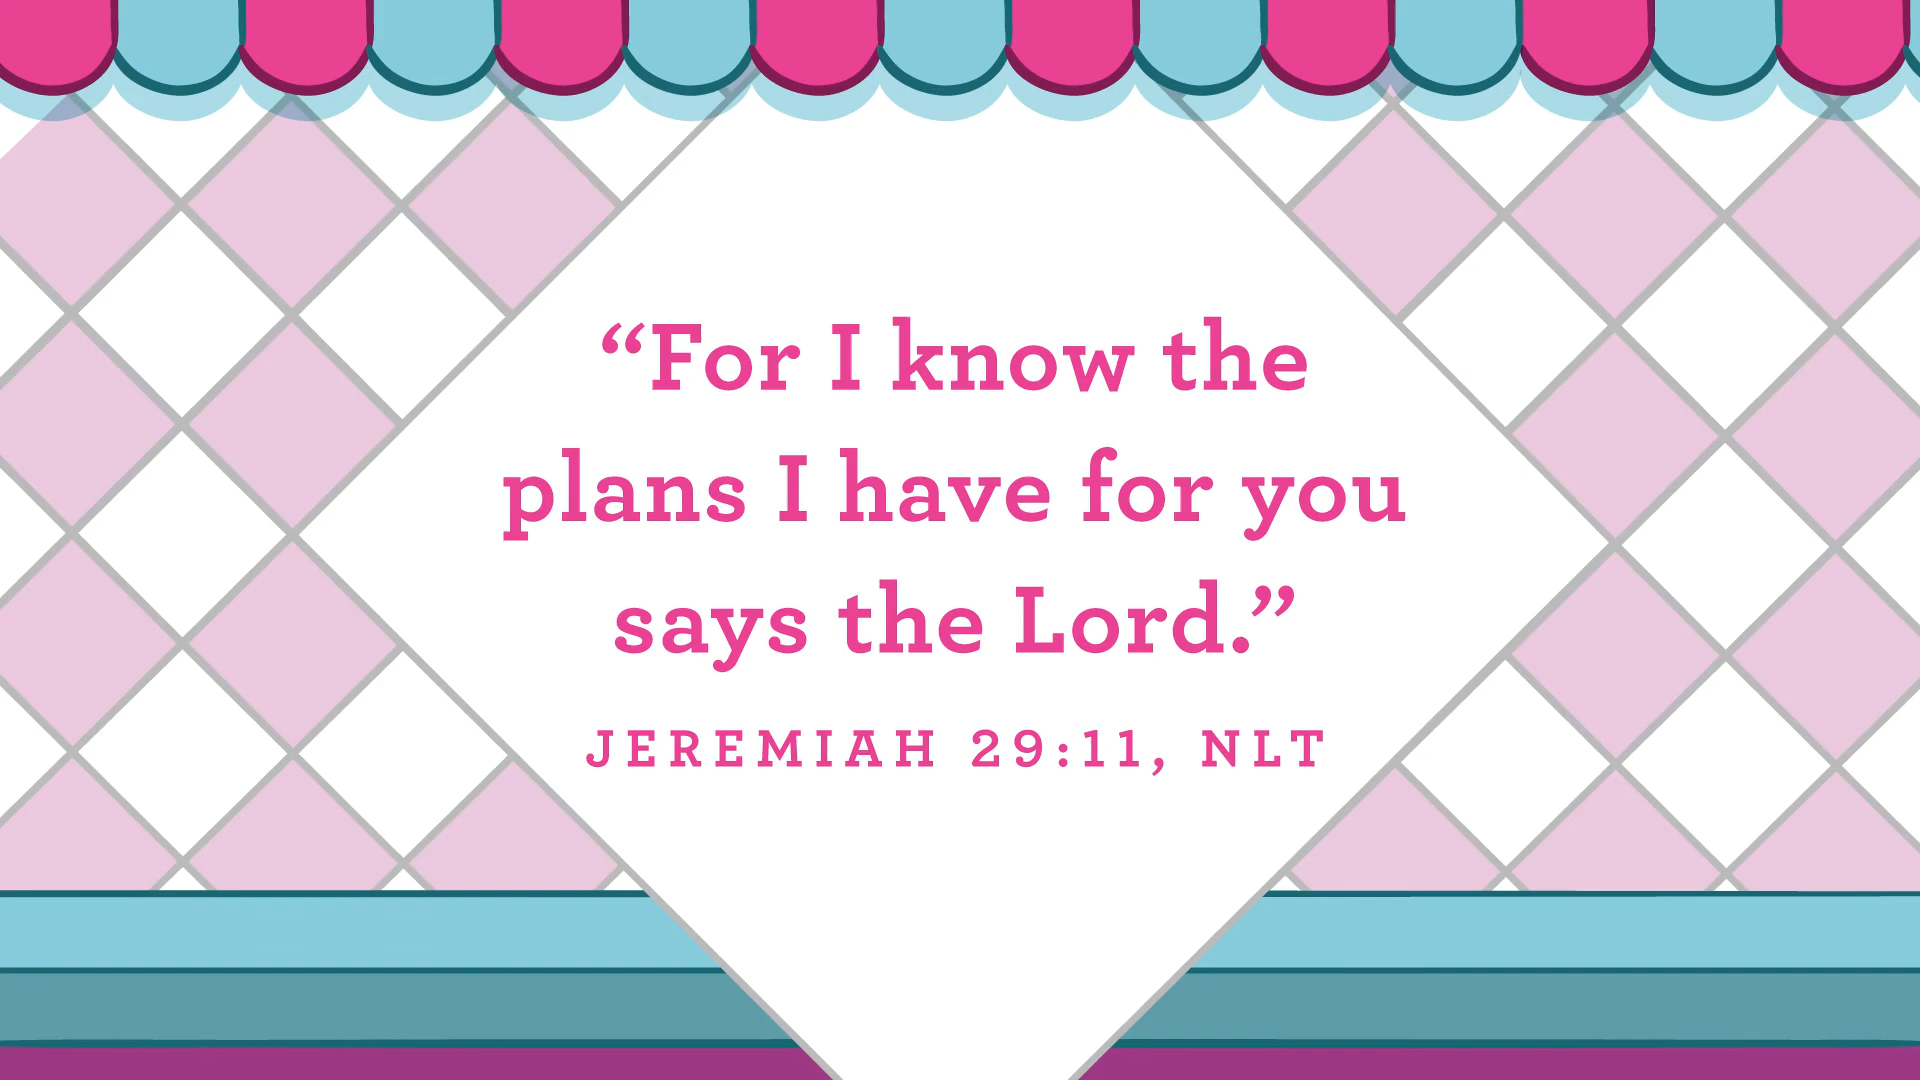 “For I know the
plans I have for you
says the Lord.”
JEREMIAH 29:11, NLT